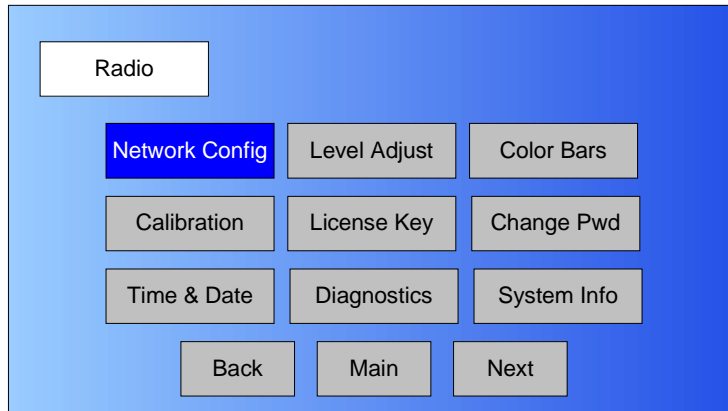 Radio
Network Config
Level Adjust
Color Bars
Calibration
License Key
Change Pwd
Time & Date
Diagnostics
System Info
Back
Main
Next